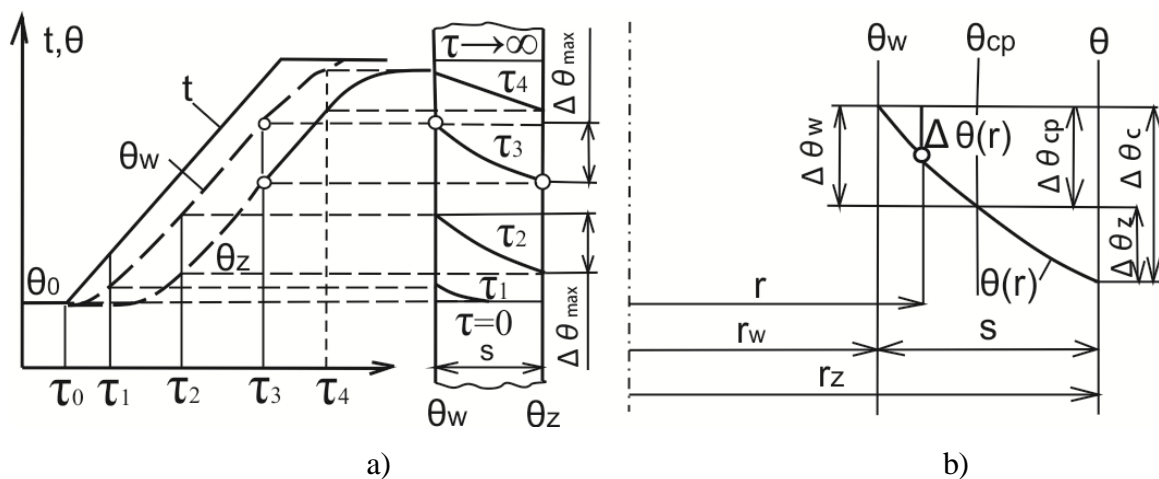 t,θ
t
θw
θz
θ0
τ0 τ1 τ2 τ3 τ4
τ→∞
τ4
τ3
τ2
τ1
τ=0
s
θw θz
Δθmax
Δθmax
a)
θw θcp θ
Δθw
Δθ(r)
Δθcp
Δθc
Δθz
θ(r)
r
rw
s
rz
b)